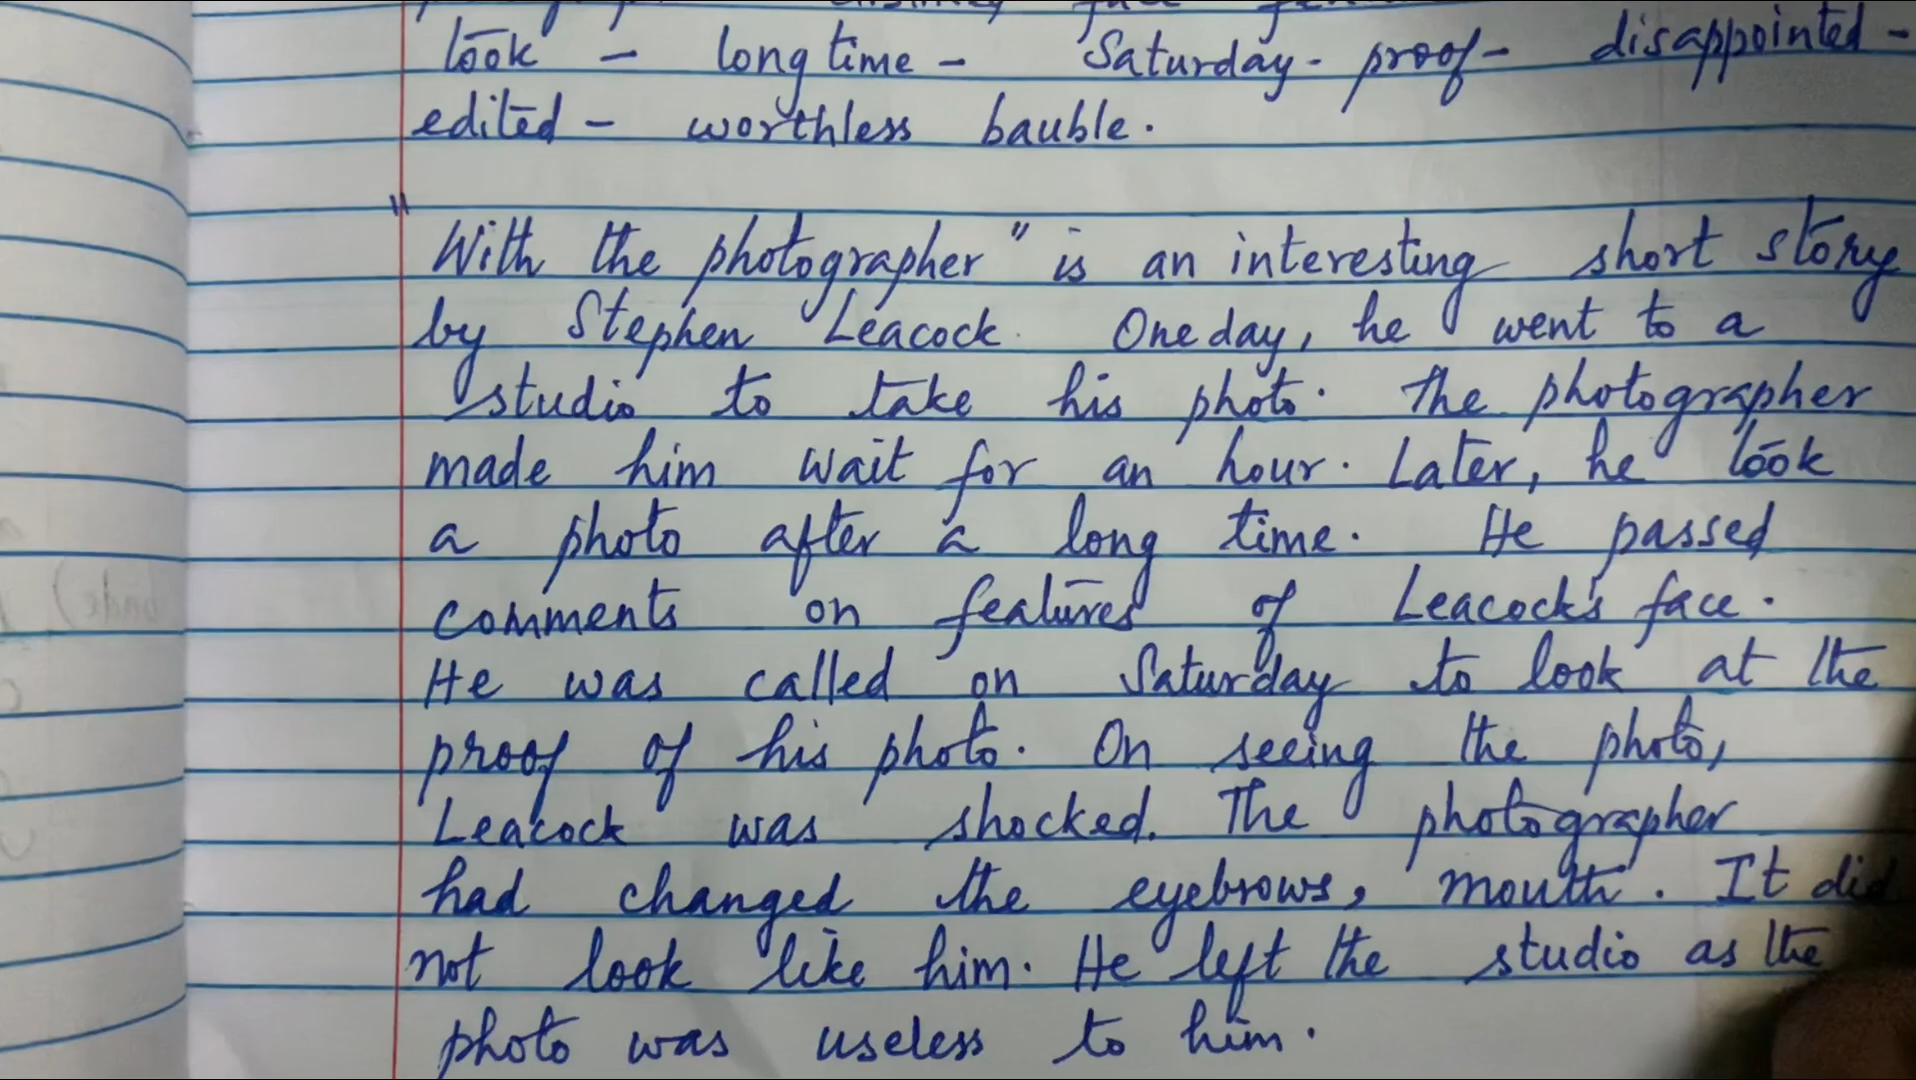 face
took - long time - Saturday - proof - disappointed -
edited - worthless bauble.
"With the photographer" is an interesting short story
by Stephen Leacock. One day, he went to a
studio to take his photo. The photographer
made him wait for an hour. Later, he took
a photo after a long time. He passed
comments on features of Leacock's face.
He was called on Saturday to look at the
proof of his photo. On seeing the photo,
Leacock was shocked. The photographer
had changed the eyebrows, mouth. It did
not look like him. He left the studio as the
photo was useless to him.